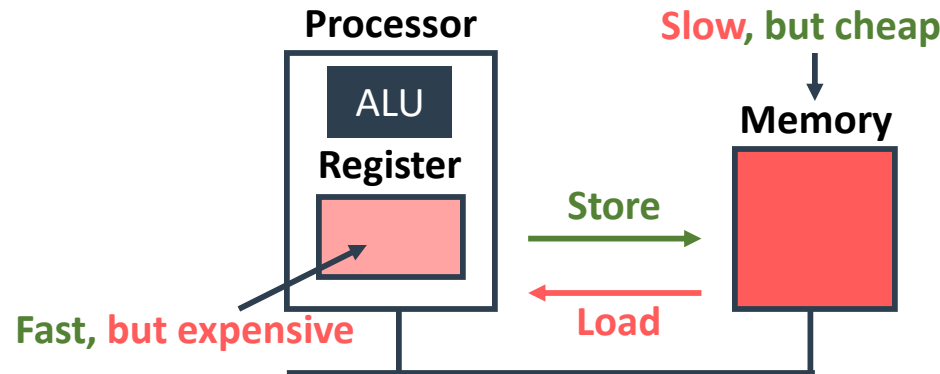 Processor
Slow, but cheap
ALU
Memory
Register
Store
Load
Fast, but expensive